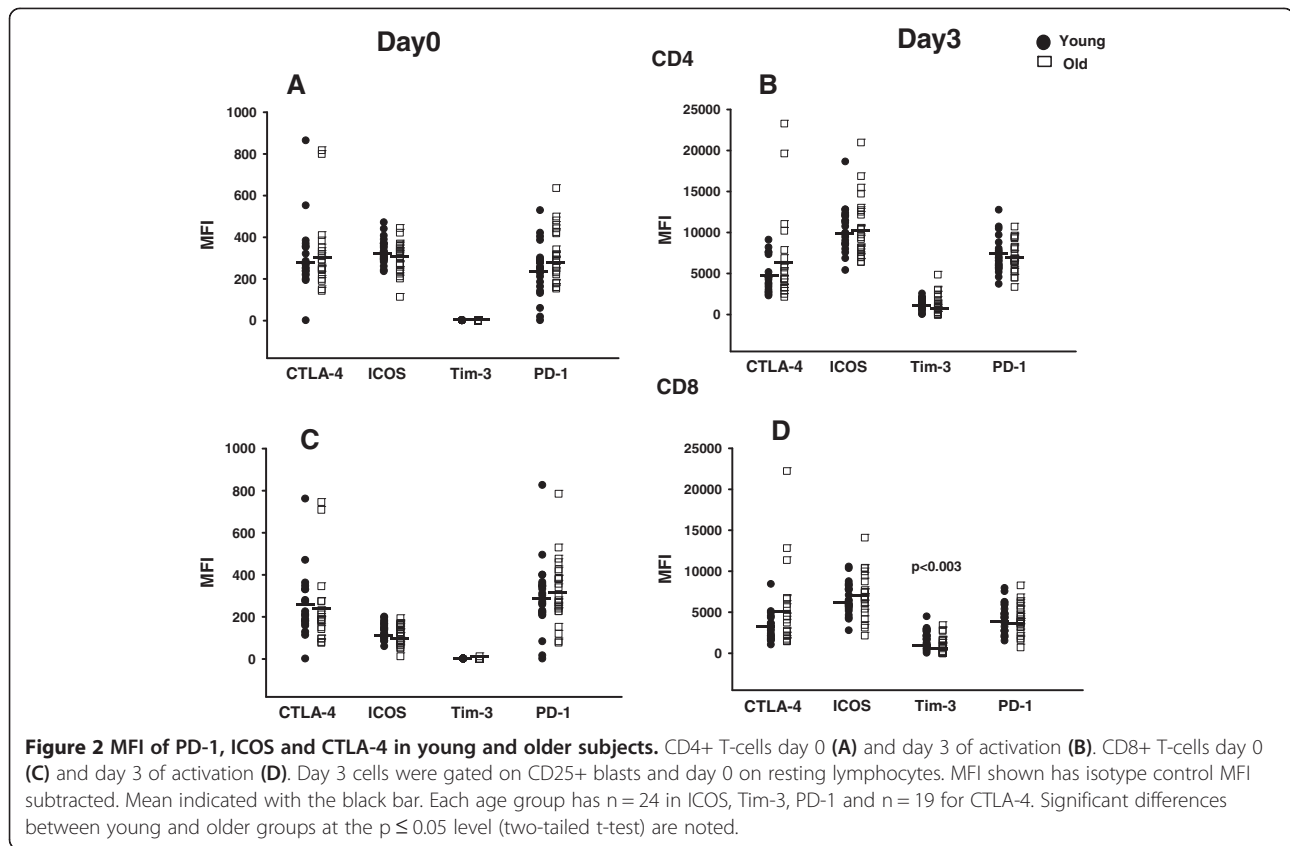 Day0
Day3
Young
Old
CD4
A
1000
800
600
400
200
0
MFI
CTLA-4 ICOS Tim-3 PD-1
B
25000
20000
15000
10000
5000
0
MFI
CTLA-4 ICOS Tim-3 PD-1
CD8
C
1000
800
600
400
200
0
MFI
CTLA-4 ICOS Tim-3 PD-1
D
25000
20000
15000
10000
5000
0
MFI
p<0.003
CTLA-4 ICOS Tim-3 PD-1
Figure 2 MFI of PD-1, ICOS and CTLA-4 in young and older subjects. CD4+ T-cells day 0 (A) and day 3 of activation (B). CD8+ T-cells day 0
(C) and day 3 of activation (D). Day 3 cells were gated on CD25+ blasts and day 0 on resting lymphocytes. MFI shown has isotype control MFI
subtracted. Mean indicated with the black bar. Each age group has n = 24 in ICOS, Tim-3, PD-1 and n = 19 for CTLA-4. Significant differences
between young and older groups at the p ≤ 0.05 level (two-tailed t-test) are noted.